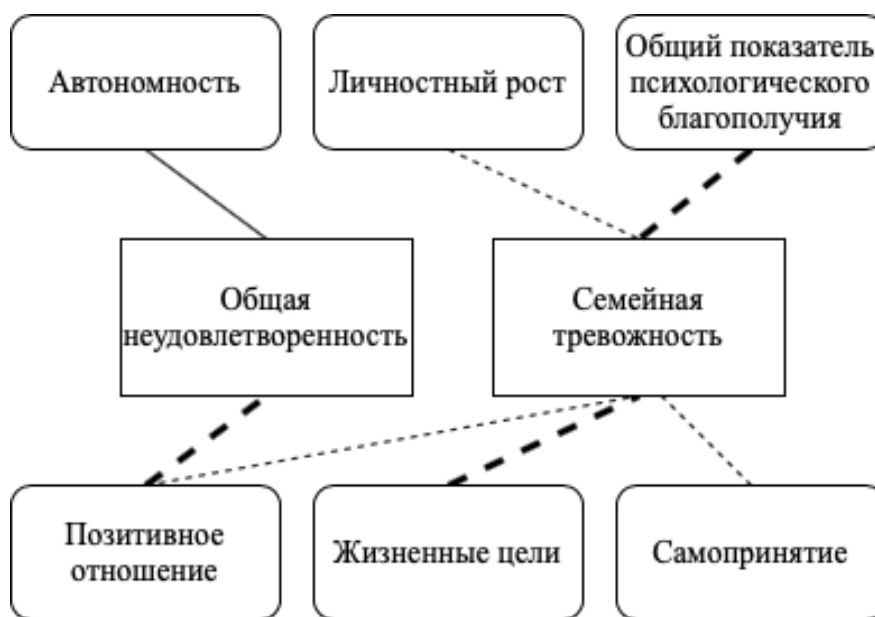 Автономность
Личностный рост
Общий показатель
психологического
благополучия
Общая
неудовлетворенность
Семейная
тревожность
Позитивное
отношение
Жизненные цели
Самопринятие